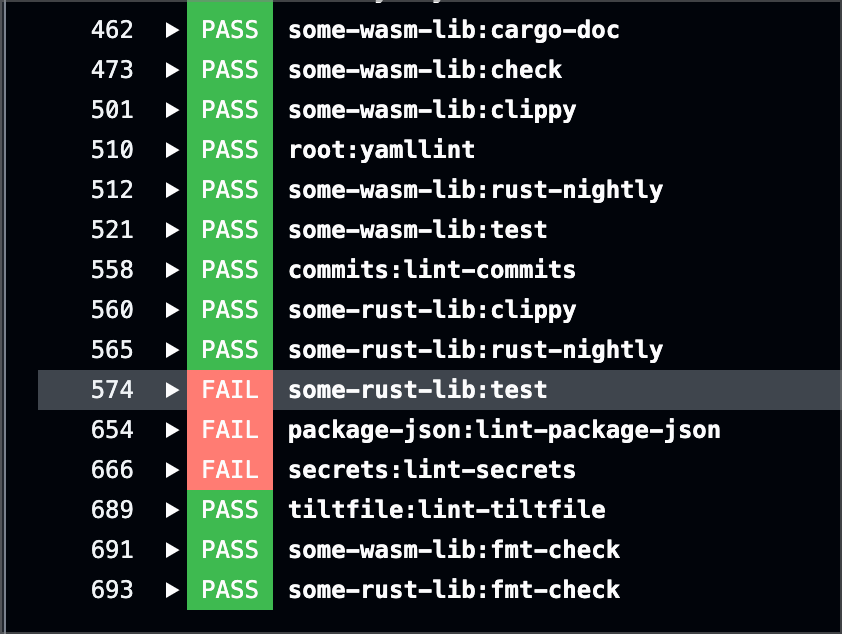 462 ▶ PASS some-wasm-lib:cargo-doc
473 ▶ PASS some-wasm-lib:check
501 ▶ PASS some-wasm-lib:clippy
510 ▶ PASS root:yamllint
512 ▶ PASS some-wasm-lib:rust-nightly
521 ▶ PASS some-wasm-lib:test
558 ▶ PASS commits:lint-commits
560 ▶ PASS some-rust-lib:clippy
565 ▶ PASS some-rust-lib:rust-nightly
574 ▶ FAIL some-rust-lib:test
654 ▶ FAIL package-json:lint-package-json
666 ▶ FAIL secrets:lint-secrets
689 ▶ PASS tiltfile:lint-tiltfile
691 ▶ PASS some-wasm-lib:fmt-check
693 ▶ PASS some-rust-lib:fmt-check